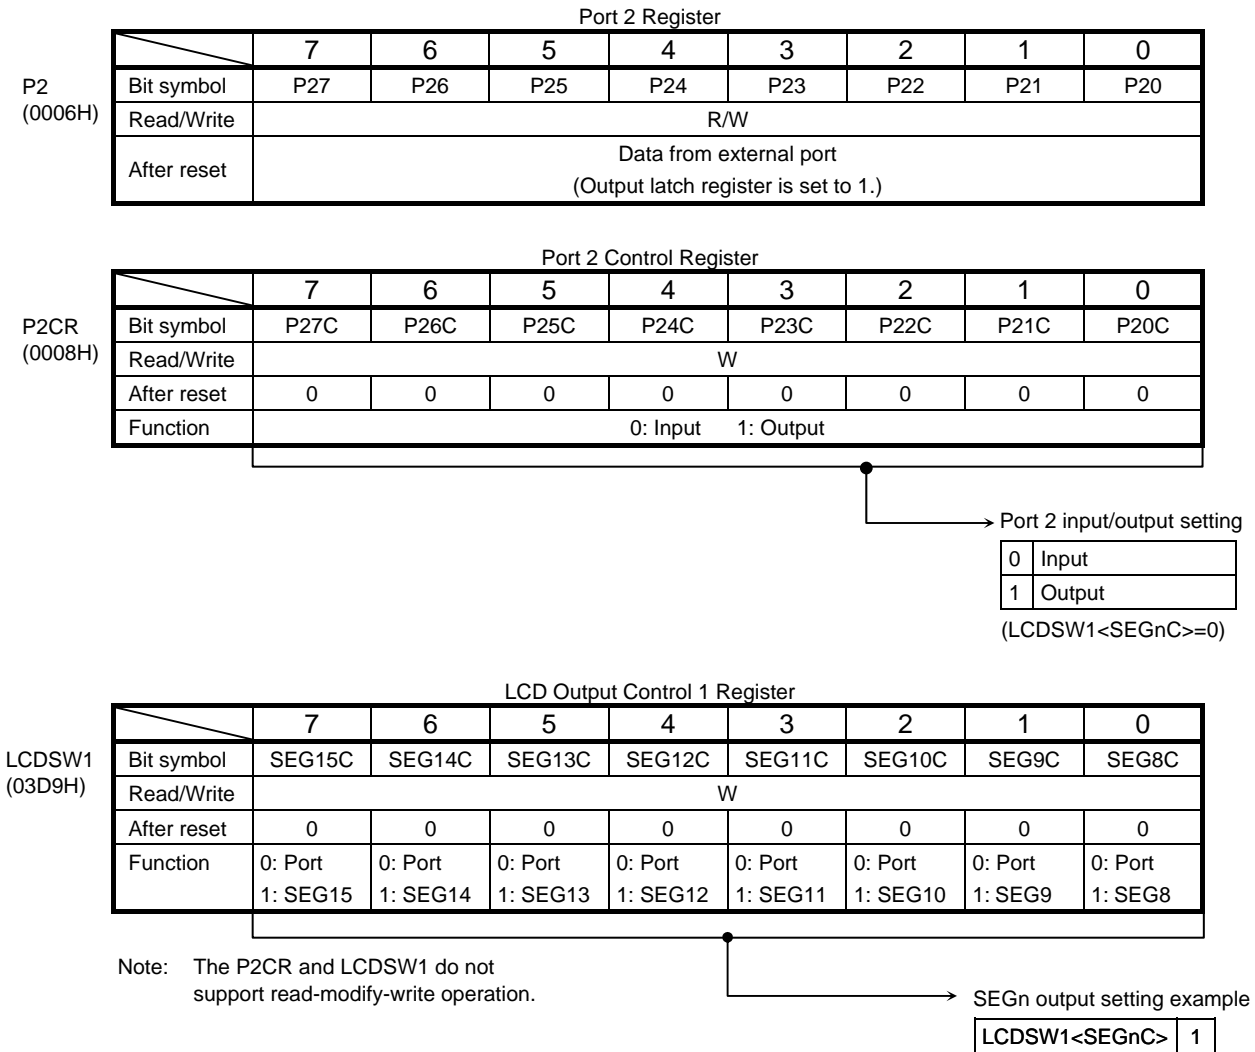 Port 2 Register
7 6 5 4 3 2 1 0
P2
(0006H)
Bit symbol P27 P26 P25 P24 P23 P22 P21 P20
Read/Write R/W
After reset Data from external port
(Output latch register is set to 1.)
Port 2 Control Register
7 6 5 4 3 2 1 0
P2CR
(0008H)
Bit symbol P27C P26C P25C P24C P23C P22C P21C P20C
Read/Write W
After reset 0 0 0 0 0 0 0 0
Function 0: Input 1: Output
Port 2 input/output setting
0 Input
1 Output
(LCDSW1<SEGnC>=0)
LCD Output Control 1 Register
7 6 5 4 3 2 1 0
LCDSW1
(03D9H)
Bit symbol SEG15C SEG14C SEG13C SEG12C SEG11C SEG10C SEG9C SEG8C
Read/Write W
After reset 0 0 0 0 0 0 0 0
Function 0: Port 0: Port 0: Port 0: Port 0: Port 0: Port 0: Port 0: Port
1: SEG15 1: SEG14 1: SEG13 1: SEG12 1: SEG11 1: SEG10 1: SEG9 1: SEG8
Note: The P2CR and LCDSW1 do not
support read-modify-write operation.
SEGn output setting example
LCDSW1<SEGnC> 1